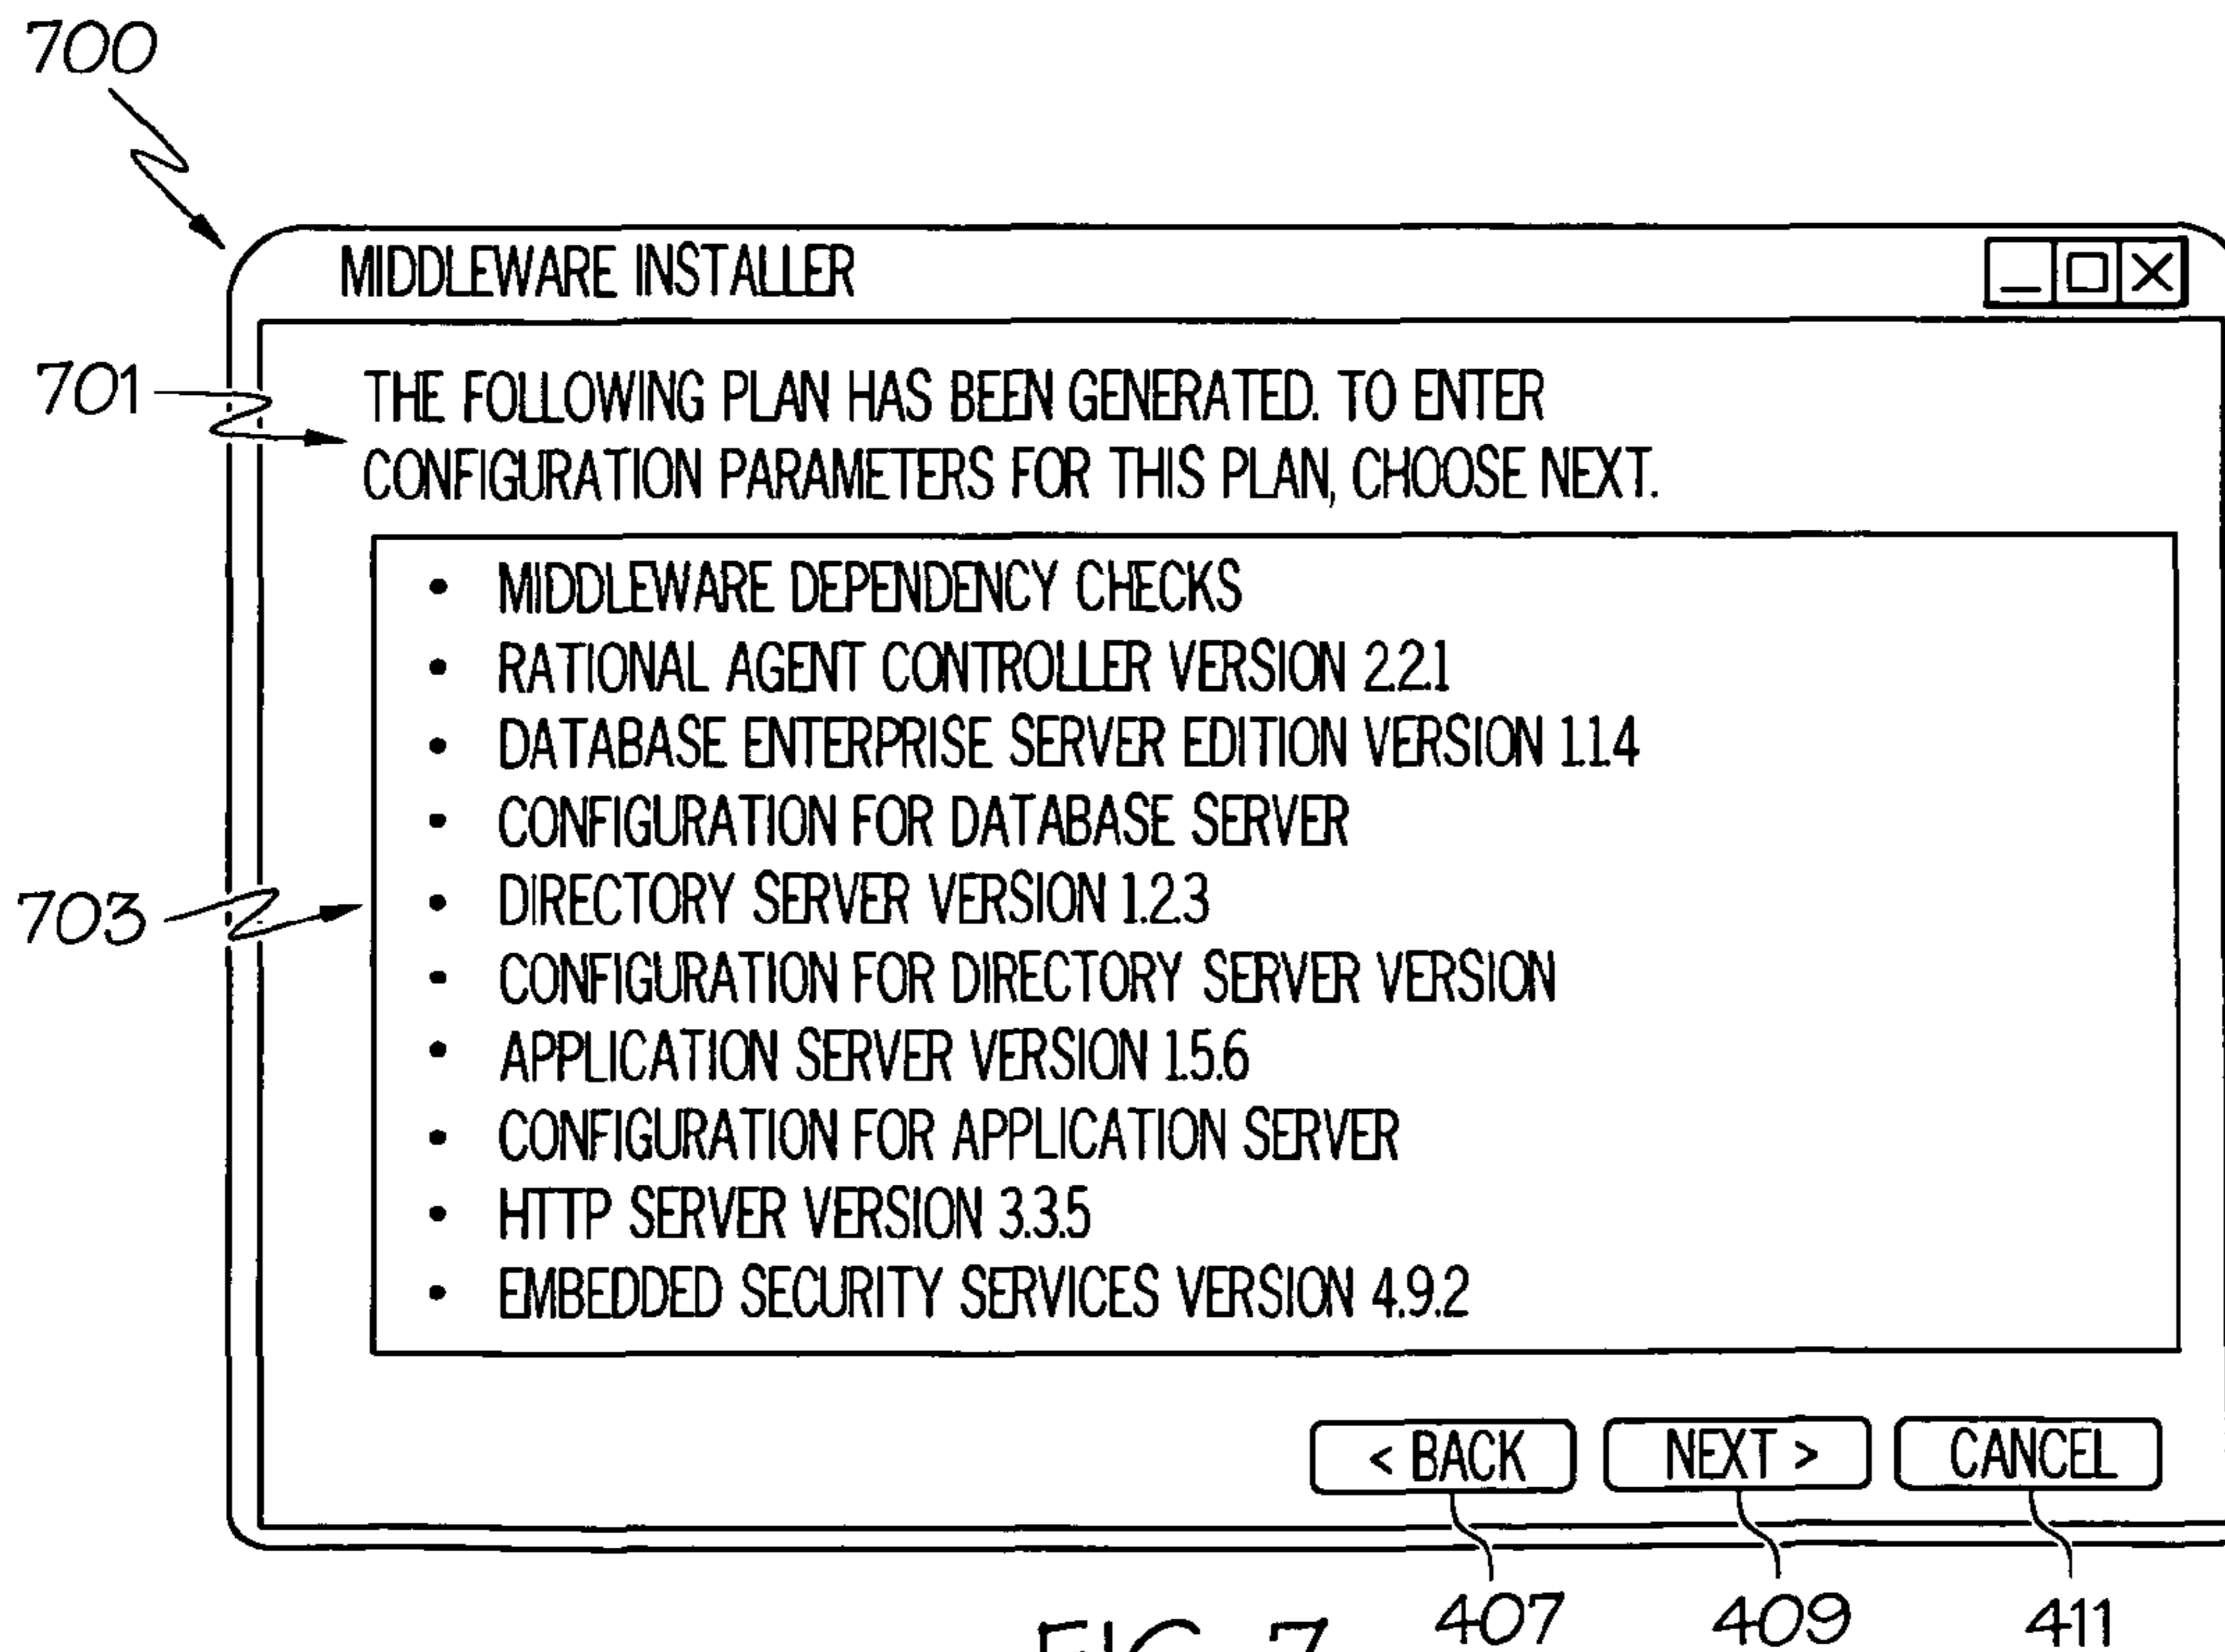 700
MIDDLEWARE INSTALLER
701
THE FOLLOWING PLAN HAS BEEN GENERATED. TO ENTER
CONFIGURATION PARAMETERS FOR THIS PLAN, CHOOSE NEXT.
• MIDDLEWARE DEPENDENCY CHECKS
• RATIONAL AGENT CONTROLLER VERSION 2.2.1
• DATABASE ENTERPRISE SERVER EDITION VERSION 1.1.4
• CONFIGURATION FOR DATABASE SERVER
703
• DIRECTORY SERVER VERSION 1.2.3
• CONFIGURATION FOR DIRECTORY SERVER VERSION
• APPLICATION SERVER VERSION 1.5.6
• CONFIGURATION FOR APPLICATION SERVER
• HTTP SERVER VERSION 3.3.5
• EMBEDDED SECURITY SERVICES VERSION 4.9.2
< BACK NEXT > CANCEL
407 409 411
FIG. 7